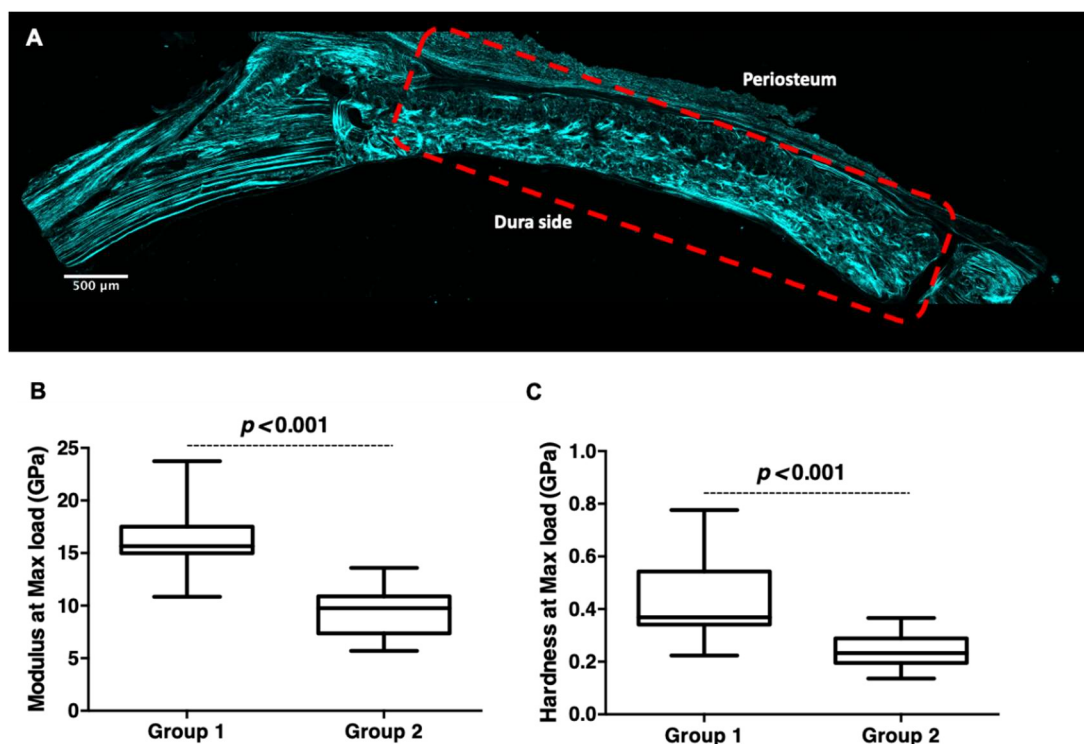 A
Periosteum
Dura side
500 µm
B
p<0.001
Modulus at Max load (GPa)
25
20
15
10
5
0
Group 1
Group 2
C
p<0.001
Hardness at Max load (GPa)
1.0
0.8
0.6
0.4
0.2
0.0
Group 1
Group 2